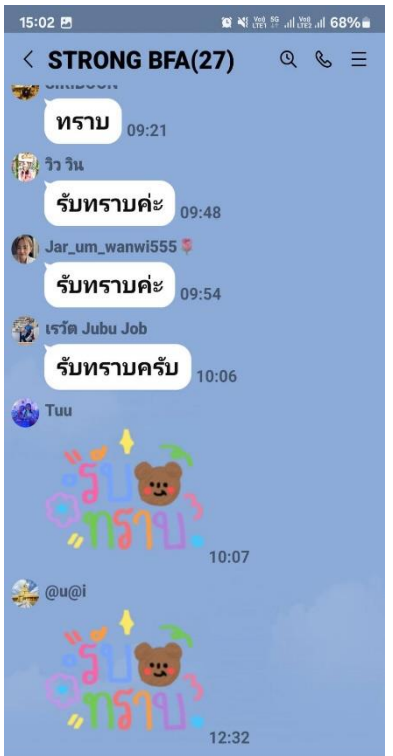 15:02 68%
STRONG BFA(27)
ทราบ 09:21
วิว วิน
รับทราบค่ะ 09:48
Jar_um_wanwi555
รับทราบค่ะ 09:54
เรวัต Jubu Job
รับทราบครับ 10:06
Tuu
รับ
ทราบ
10:07
@u@i
รับ
ทราบ
12:32